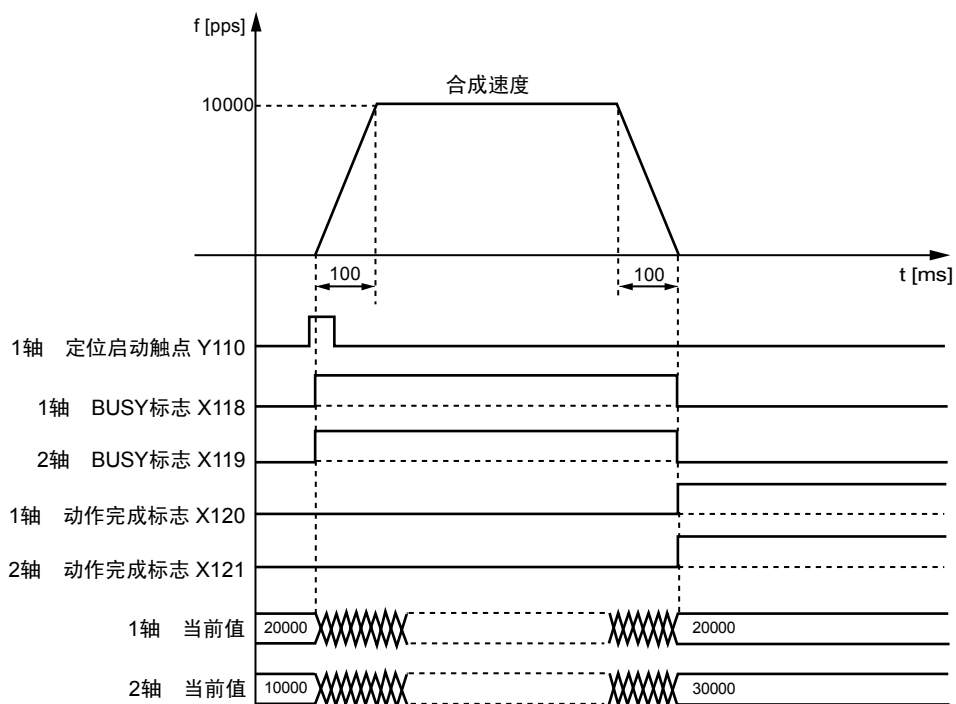 f [pps]
合成速度
10000
100
100
t [ms]
1轴 定位启动触点 Y110
1轴 BUSY标志 X118
2轴 BUSY标志 X119
1轴 动作完成标志 X120
2轴 动作完成标志 X121
1轴 当前值 20000 20000
2轴 当前值 10000 30000